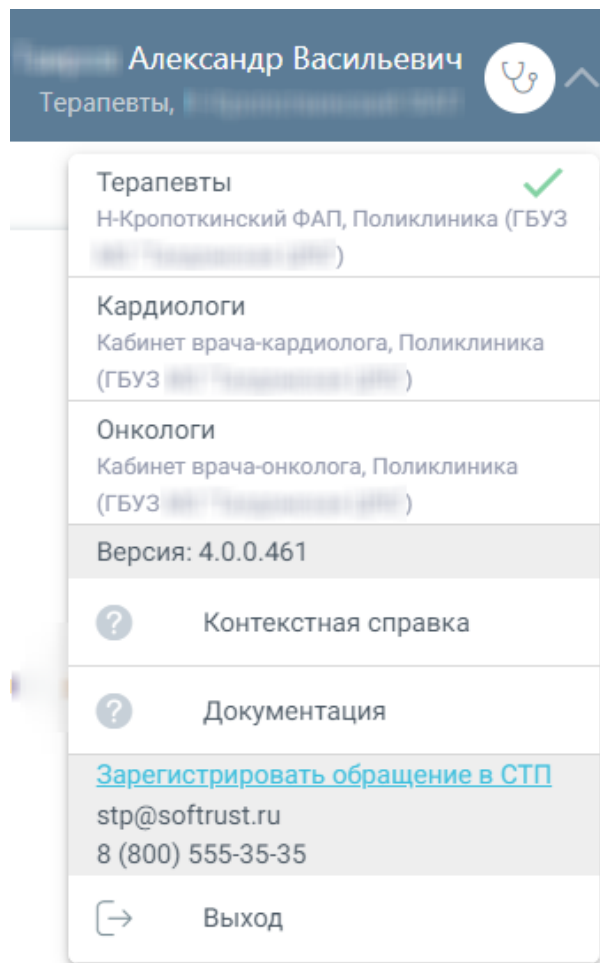 Александр Васильевич
Терапевты,
Терапевты
Н-Кропоткинский ФАП, Поликлиника (ГБУЗ
)
Кардиологи
Кабинет врача-кардиолога, Поликлиника
(ГБУЗ )
Онкологи
Кабинет врача-онколога, Поликлиника
(ГБУЗ )
Версия: 4.0.0.461
Контекстная справка
Документация
Зарегистрировать обращение в СТП
stp@softrust.ru
8 (800) 555-35-35
Выход